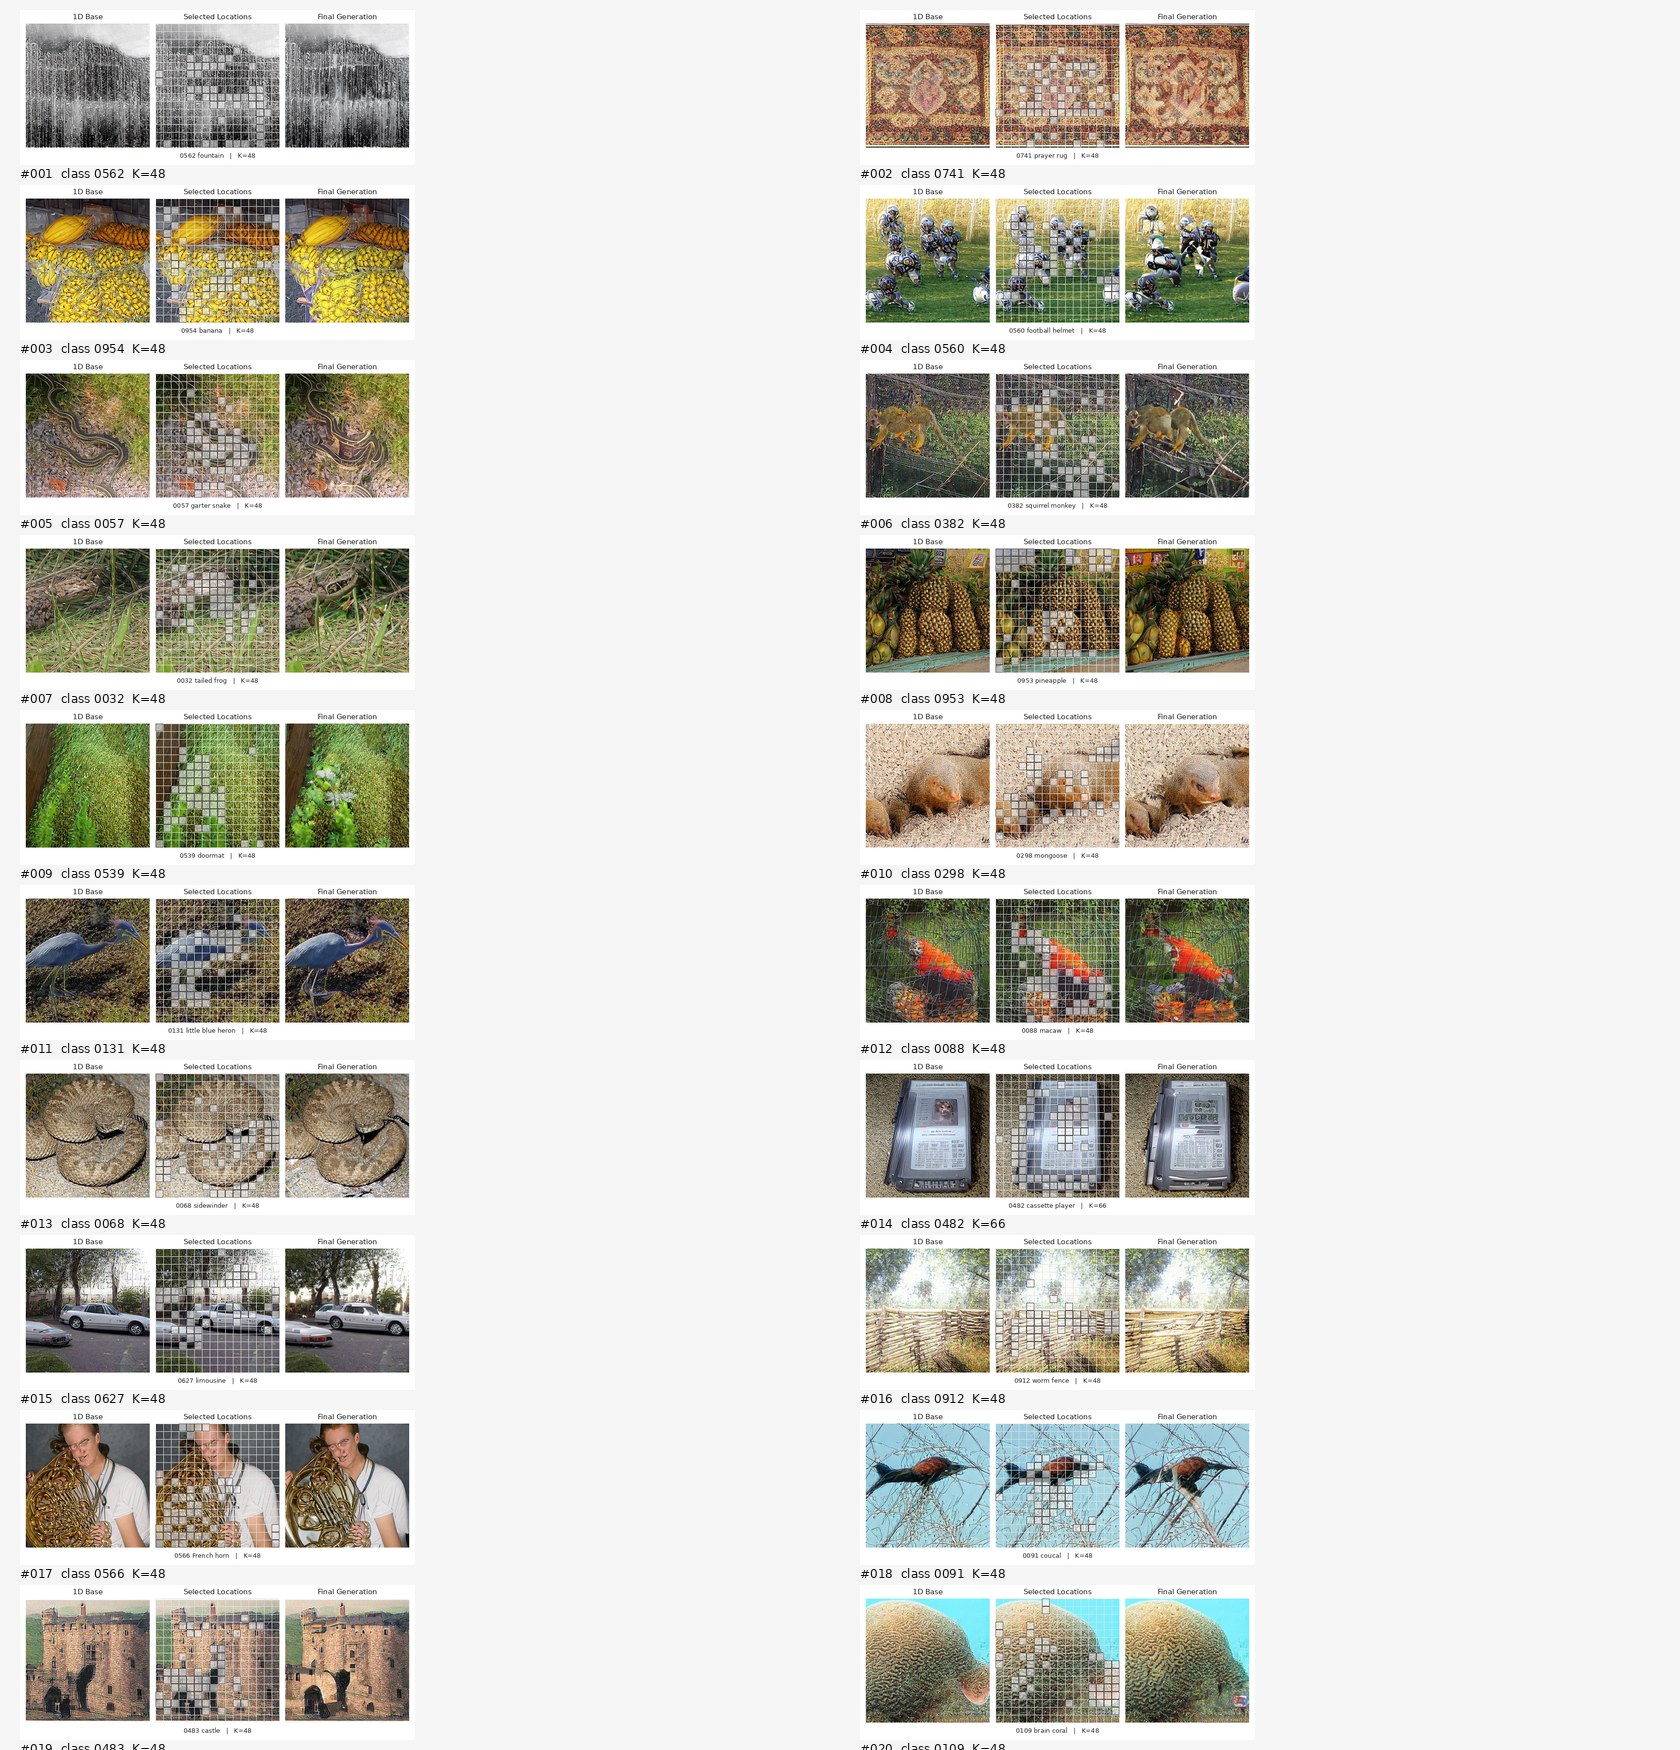 1D Base Selected Locations Final Generation
0562 fountain | K=48
#001 class 0562 K=48
1D Base Selected Locations Final Generation
0741 prayer rug | K=48
#002 class 0741 K=48
1D Base Selected Locations Final Generation
0954 banana | K=48
#003 class 0954 K=48
1D Base Selected Locations Final Generation
0560 football helmet | K=48
#004 class 0560 K=48
1D Base Selected Locations Final Generation
0057 garter snake | K=48
#005 class 0057 K=48
1D Base Selected Locations Final Generation
0382 squirrel monkey | K=48
#006 class 0382 K=48
1D Base Selected Locations Final Generation
0032 tailed frog | K=48
#007 class 0032 K=48
1D Base Selected Locations Final Generation
0953 pineapple | K=48
#008 class 0953 K=48
1D Base Selected Locations Final Generation
0539 doormat | K=48
#009 class 0539 K=48
1D Base Selected Locations Final Generation
0298 mongoose | K=48
#010 class 0298 K=48
1D Base Selected Locations Final Generation
0131 little blue heron | K=48
#011 class 0131 K=48
1D Base Selected Locations Final Generation
0088 macaw | K=48
#012 class 0088 K=48
1D Base Selected Locations Final Generation
0068 sidewinder | K=48
#013 class 0068 K=48
1D Base Selected Locations Final Generation
0482 cassette player | K=66
#014 class 0482 K=66
1D Base Selected Locations Final Generation
0627 limousine | K=48
#015 class 0627 K=48
1D Base Selected Locations Final Generation
0912 worm fence | K=48
#016 class 0912 K=48
1D Base Selected Locations Final Generation
0566 French horn | K=48
#017 class 0566 K=48
1D Base Selected Locations Final Generation
0091 coucal | K=48
#018 class 0091 K=48
1D Base Selected Locations Final Generation
0483 castle | K=48
#019 class 0483 K=48
1D Base Selected Locations Final Generation
0109 brain coral | K=48
#020 class 0109 K=48